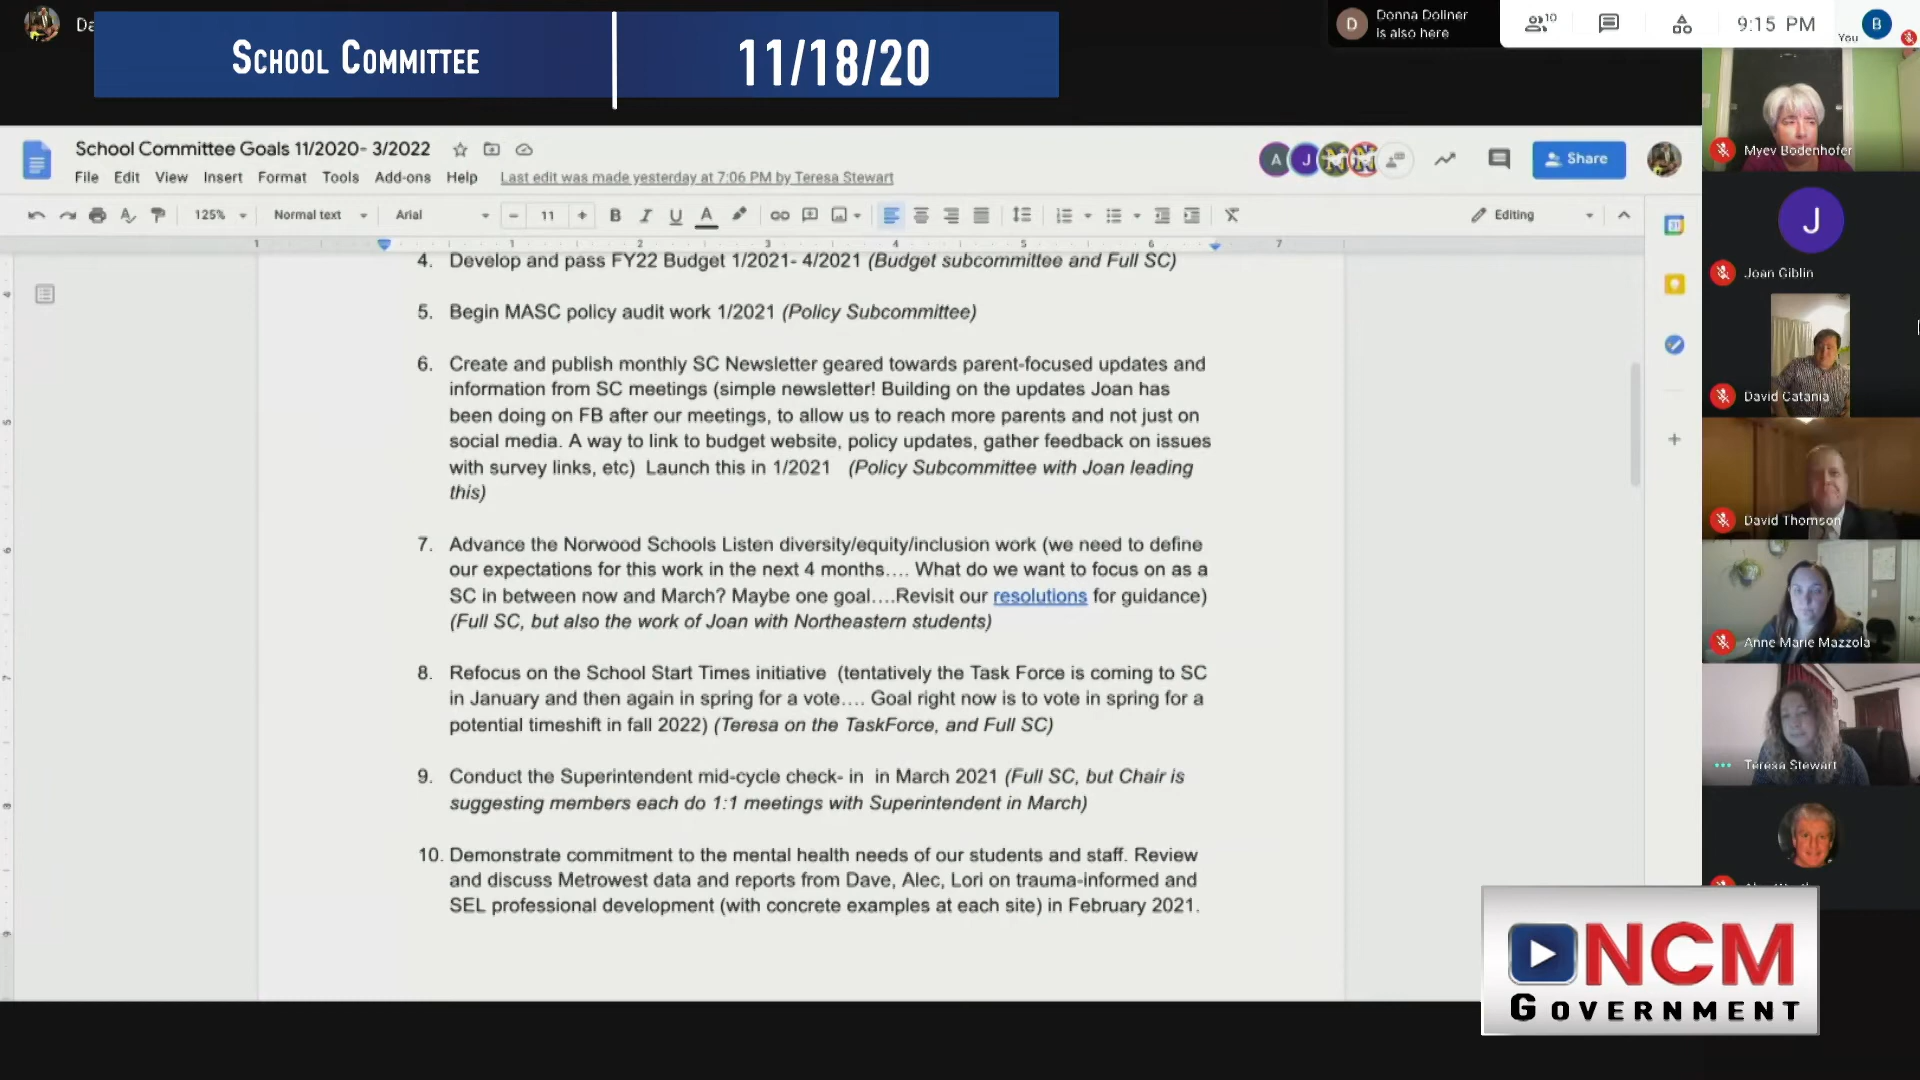 Da
School Committee
11/18/20
D
Donna Dollner
is also here
10
9:15 PM
You
B
School Committee Goals 11/2020- 3/2022
A
J
Share
File Edit View Insert Format Tools Add-ons Help
Last edit was made yesterday at 7:06 PM by Teresa Stewart
125%
Normal text
Arial
11
B I U A
Editing
1 1 2 3 4 5 6 7
31
4. Develop and pass FY22 Budget 1/2021- 4/2021 (Budget subcommittee and Full SC)
5. Begin MASC policy audit work 1/2021 (Policy Subcommittee)
6. Create and publish monthly SC Newsletter geared towards parent-focused updates and
information from SC meetings (simple newsletter! Building on the updates Joan has
been doing on FB after our meetings, to allow us to reach more parents and not just on
social media. A way to link to budget website, policy updates, gather feedback on issues
with survey links, etc) Launch this in 1/2021 (Policy Subcommittee with Joan leading
this)
7. Advance the Norwood Schools Listen diversity/equity/inclusion work (we need to define
our expectations for this work in the next 4 months.... What do we want to focus on as a
SC in between now and March? Maybe one goal....Revisit our resolutions for guidance)
(Full SC, but also the work of Joan with Northeastern students)
8. Refocus on the School Start Times initiative (tentatively the Task Force is coming to SC
in January and then again in spring for a vote.... Goal right now is to vote in spring for a
potential timeshift in fall 2022) (Teresa on the TaskForce, and Full SC)
9. Conduct the Superintendent mid-cycle check- in in March 2021 (Full SC, but Chair is
suggesting members each do 1:1 meetings with Superintendent in March)
10. Demonstrate commitment to the mental health needs of our students and staff. Review
and discuss Metrowest data and reports from Dave, Alec, Lori on trauma-informed and
SEL professional development (with concrete examples at each site) in February 2021.
Myev Bodenhofer
J
Joan Giblin
David Catania
David Thomson
Anne Marie Mazzola
Teresa Stewart
NCM
Government